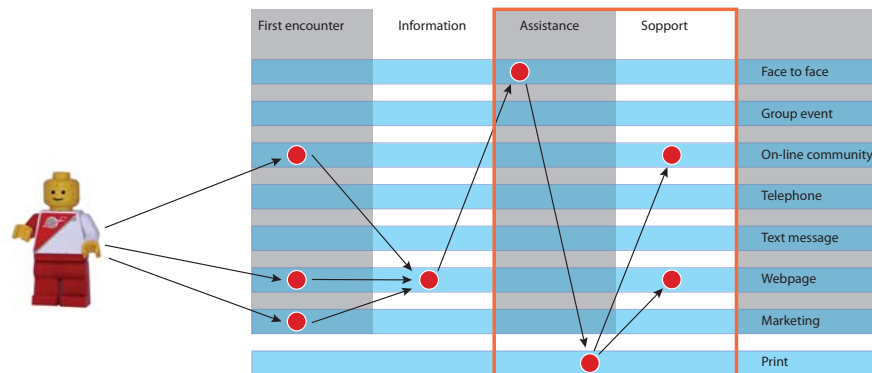 First encounter
Information
Assistance
Sopport
Face to face
Group event
On-line community
Telephone
Text message
Webpage
Marketing
Print